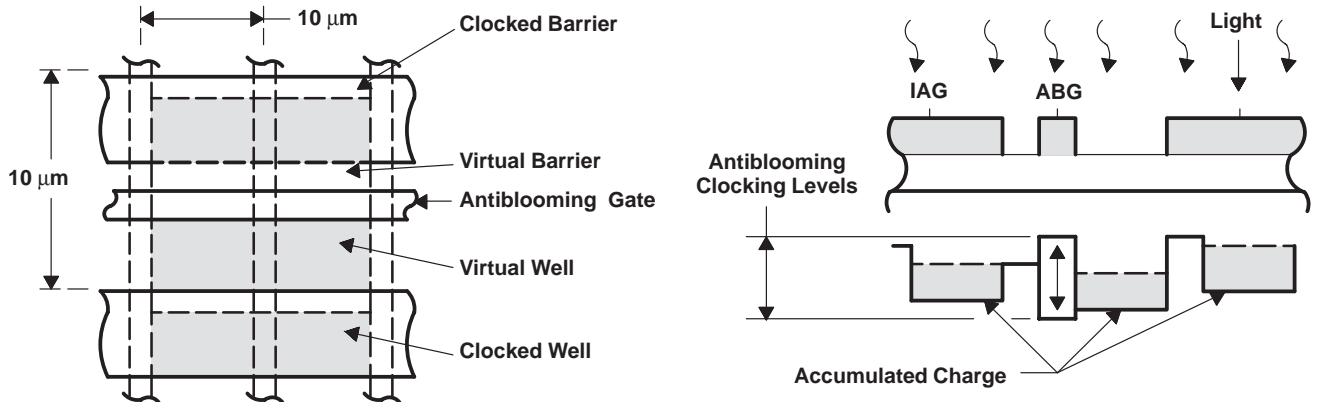 10 μm
Clocked Barrier
10 μm
Virtual Barrier
Antiblooming Gate
Virtual Well
Clocked Well
Light
IAG
ABG
Antiblooming
Clocking Levels
Accumulated Charge